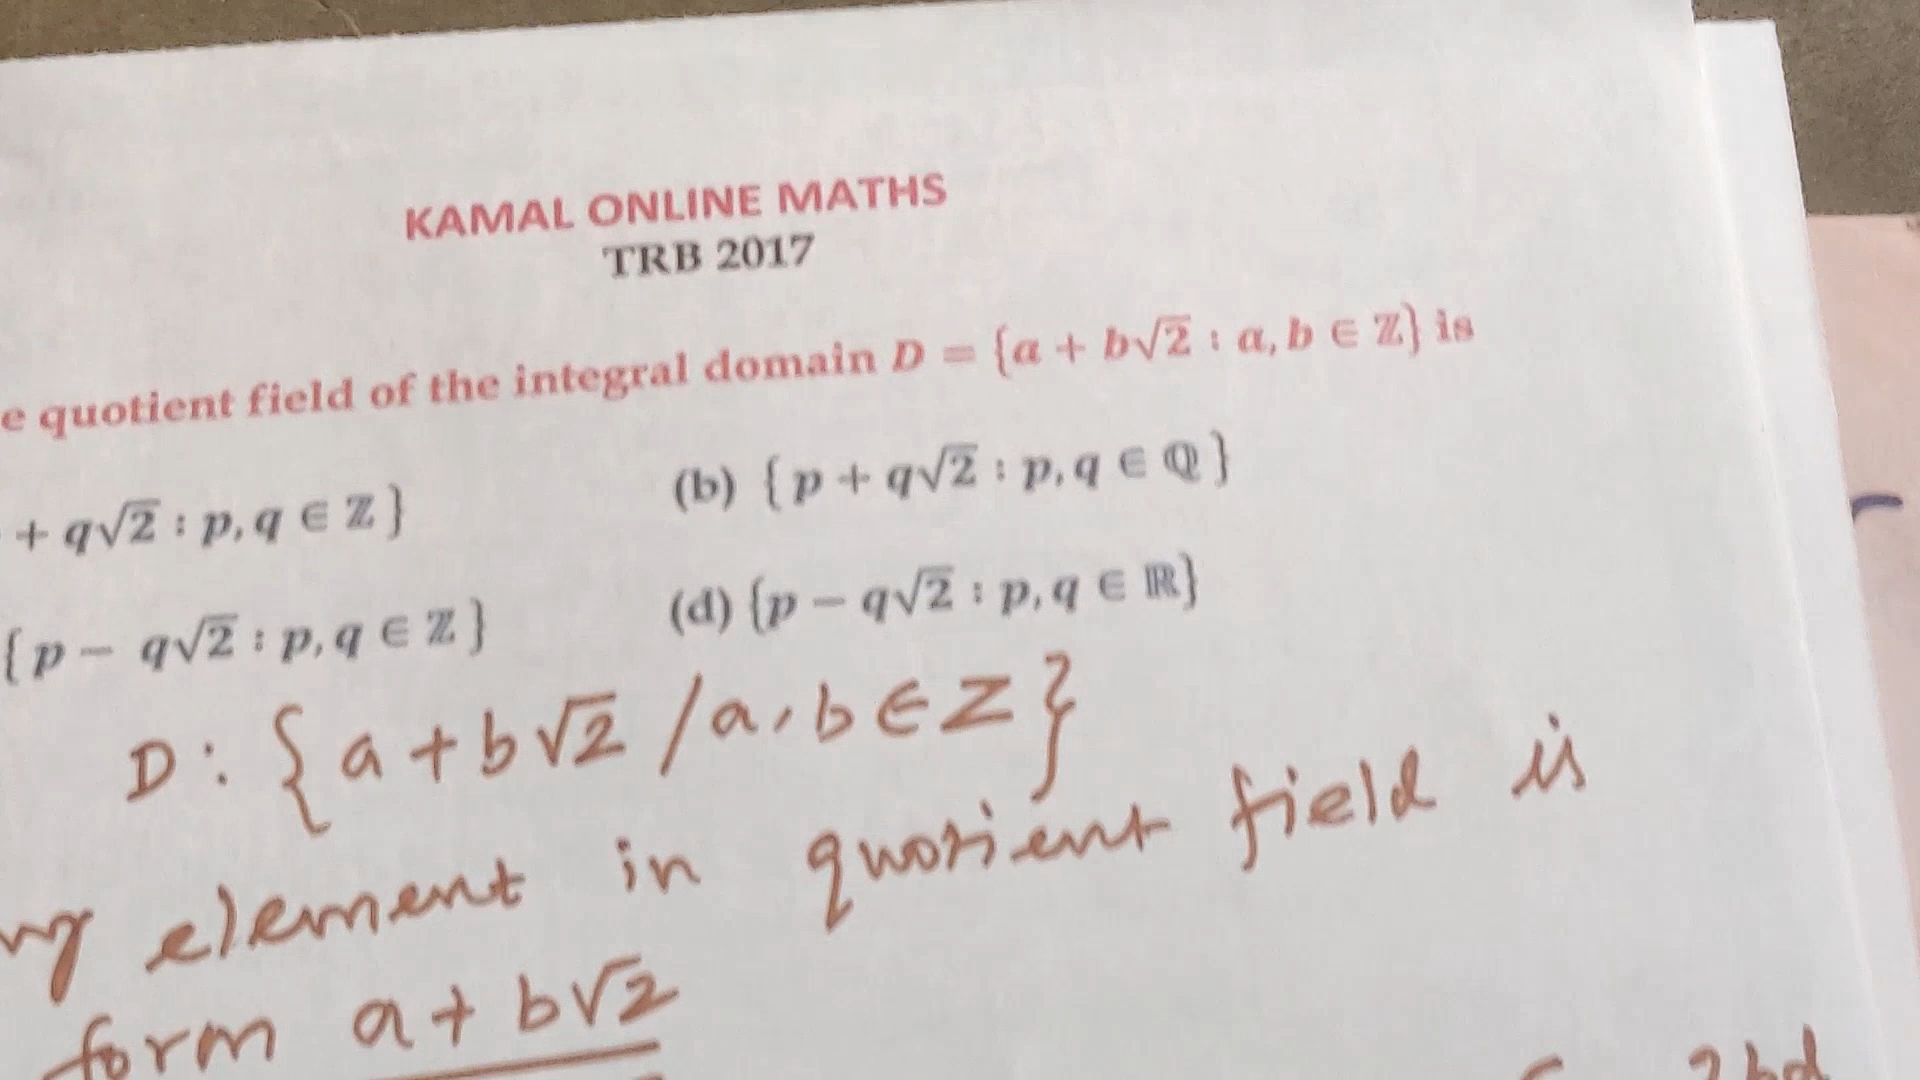 KAMAL ONLINE MATHS
TRB 2017
e quotient field of the integral domain D = {a + b√2 : a, b ∈ ℤ} is
+ q√2 : p, q ∈ ℤ }
(b) { p + q√2 : p, q ∈ ℚ }
{p − q√2 : p, q ∈ ℤ }
(d) {p − q√2 : p, q ∈ ℝ}
D : { a + b√2 / a, b ∈ Z }
element in quotient field is
form a + b√2
2bd